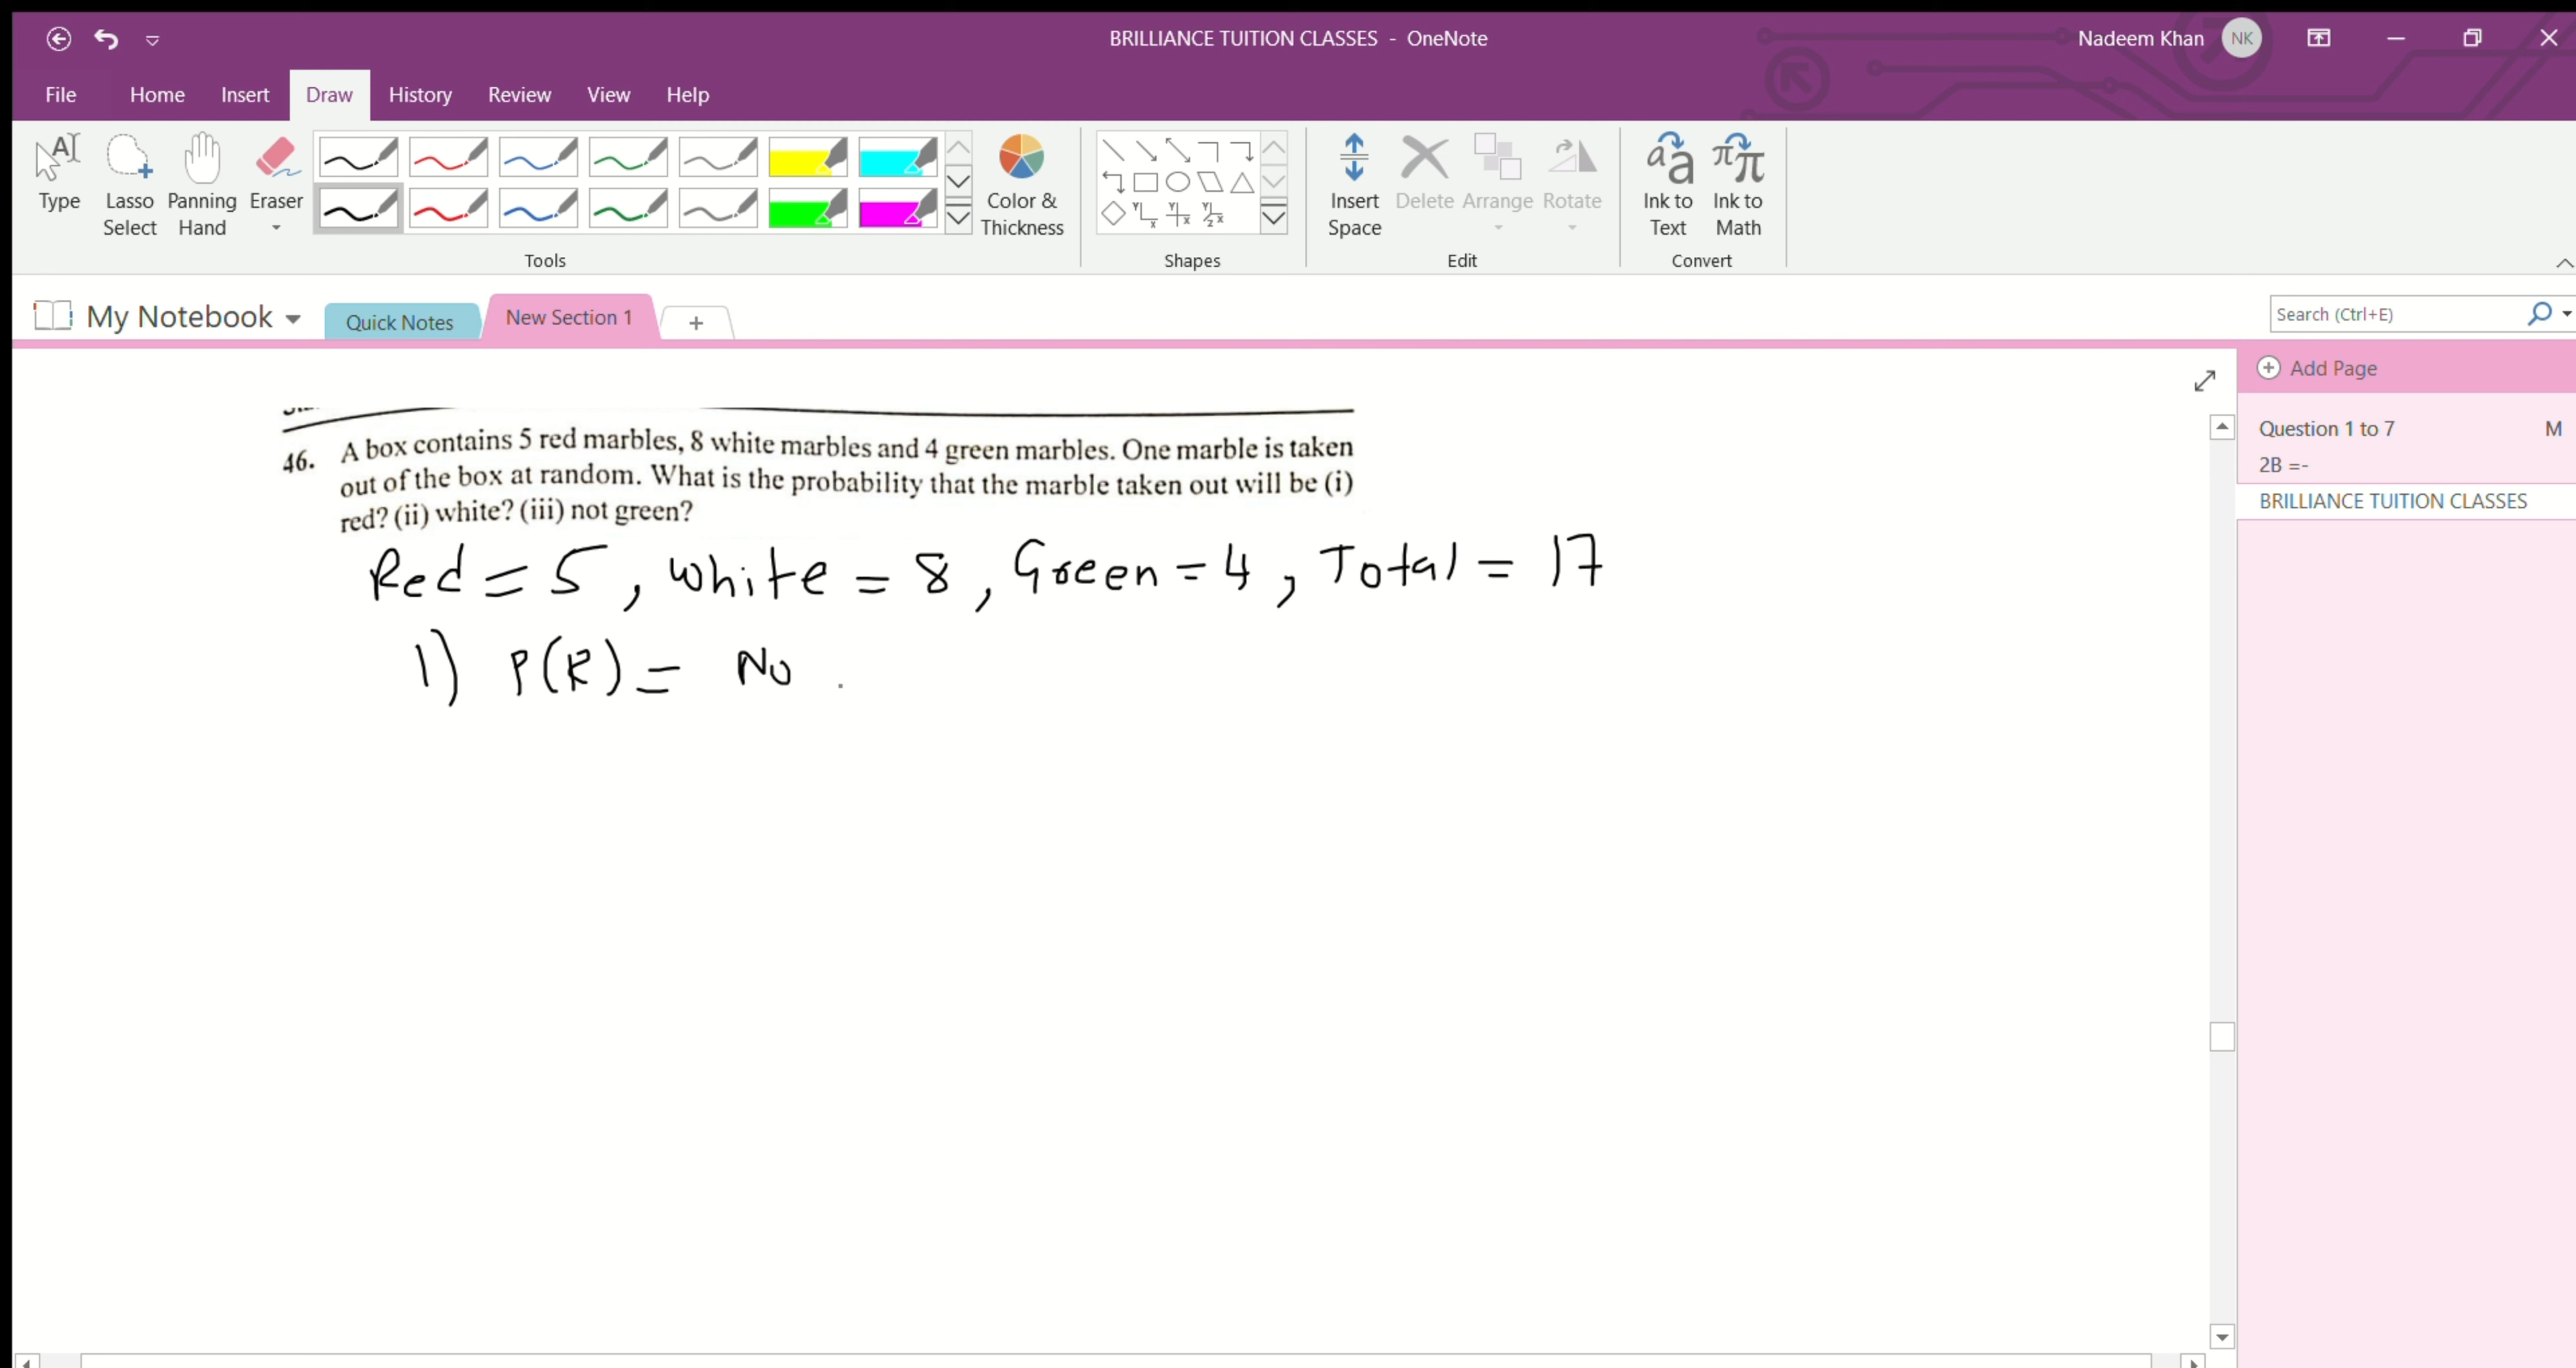 BRILLIANCE TUITION CLASSES - OneNote
Nadeem Khan NK
File Home Insert Draw History Review View Help
Type
Lasso Select
Panning Hand
Eraser
Color & Thickness
Insert Space
Delete
Arrange
Rotate
Ink to Text
Ink to Math
Tools
Shapes
Edit
Convert
My Notebook
Quick Notes
New Section 1
Search (Ctrl+E)
Add Page
Question 1 to 7 M
2B =-
BRILLIANCE TUITION CLASSES
46. A box contains 5 red marbles, 8 white marbles and 4 green marbles. One marble is taken
out of the box at random. What is the probability that the marble taken out will be (i)
red? (ii) white? (iii) not green?
Red = 5, white = 8, Green = 4, Total = 17
1) P(R) = No